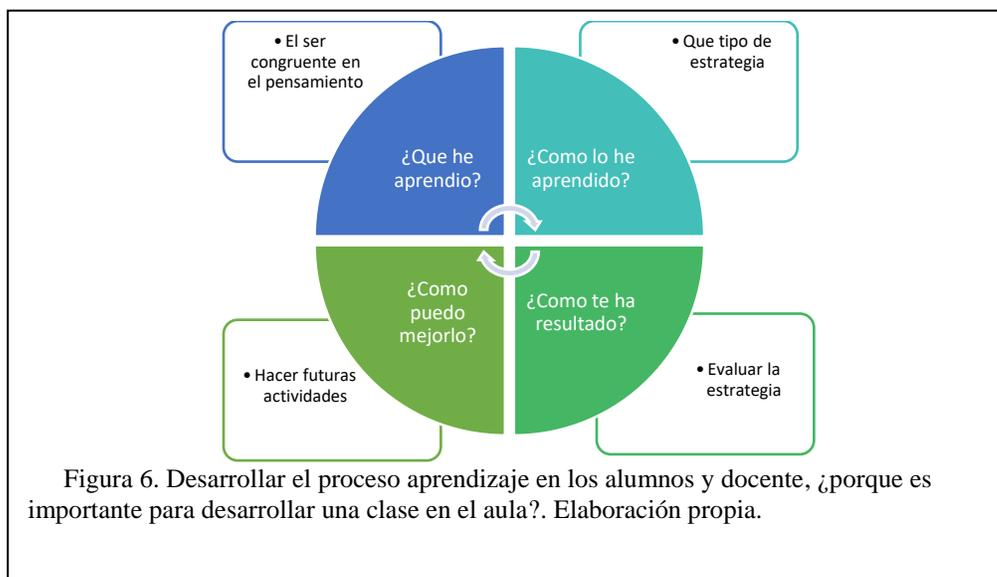 • El ser
congruente en
el pensamiento
• Que tipo de
estrategia
¿Que he
aprendio?
¿Como lo he
aprendido?
¿Como
puedo
mejorlo?
¿Como te ha
resultado?
• Hacer futuras
actividades
• Evaluar la
estrategia
Figura 6. Desarrollar el proceso aprendizaje en los alumnos y docente, ¿porque es
importante para desarrollar una clase en el aula?. Elaboración propia.